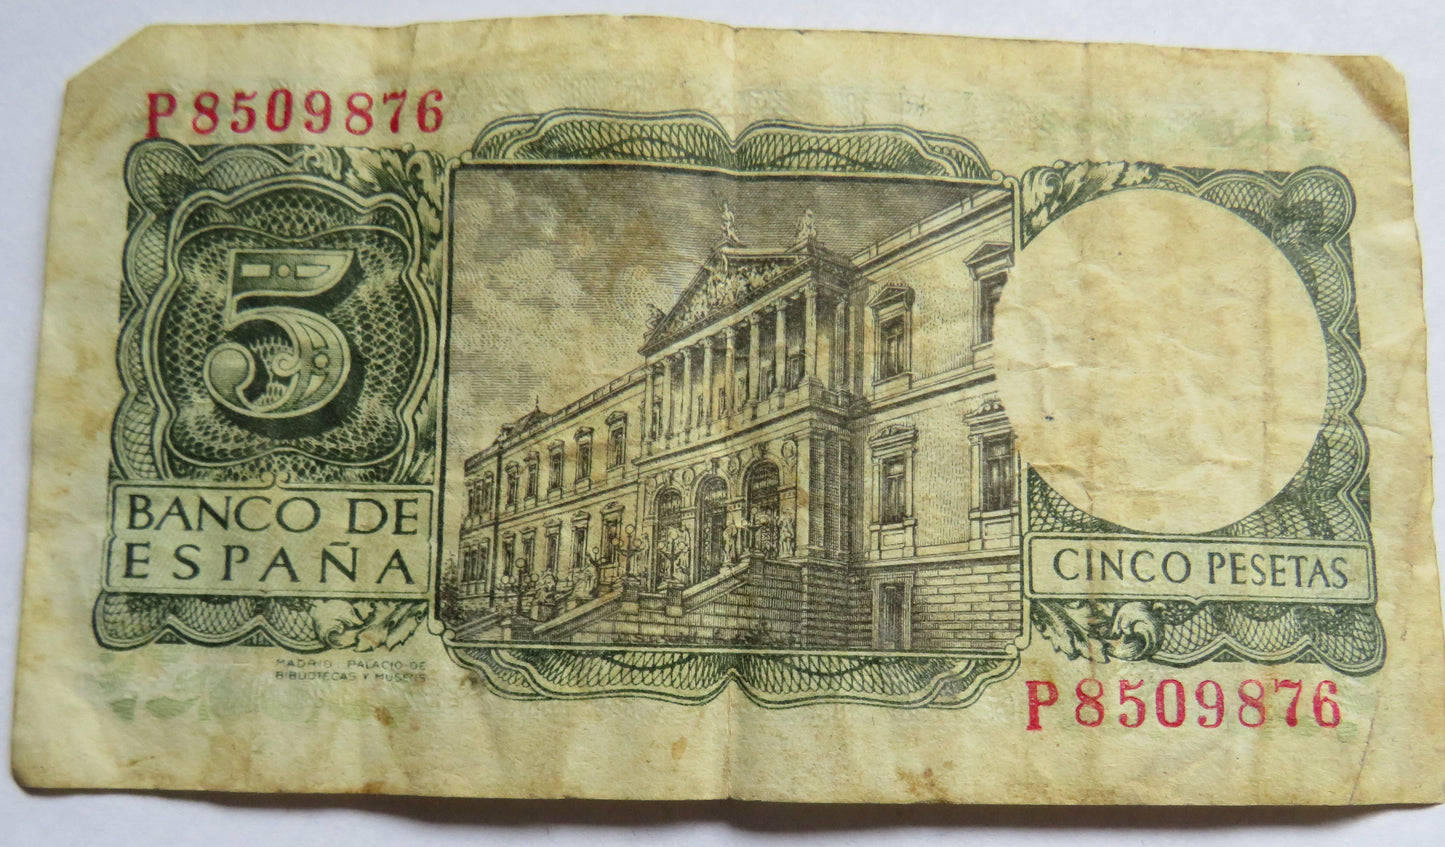 P8509876
5
BANCO DE
ESPAÑA
MADRID. PALACIO DE
BIBLIOTECAS Y MUSEOS
CINCO PESETAS
P8509876